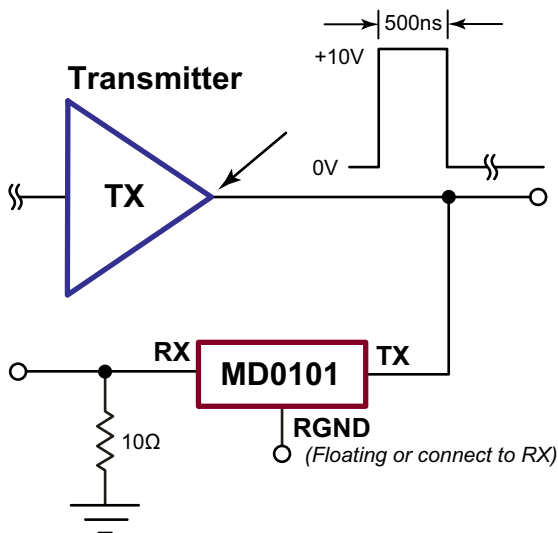 500ns
+10V
Transmitter
0V
TX
RX
TX
MD0101
RGND
(Floating or connect to RX)
10Ω